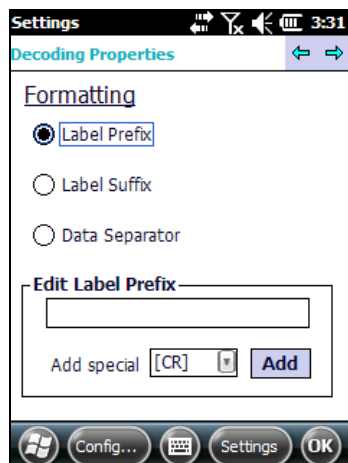 Settings 3:31
Decoding Properties
Formatting
Label Prefix
Label Suffix
Data Separator
Edit Label Prefix
Add special [CR] Add
Config... Settings OK